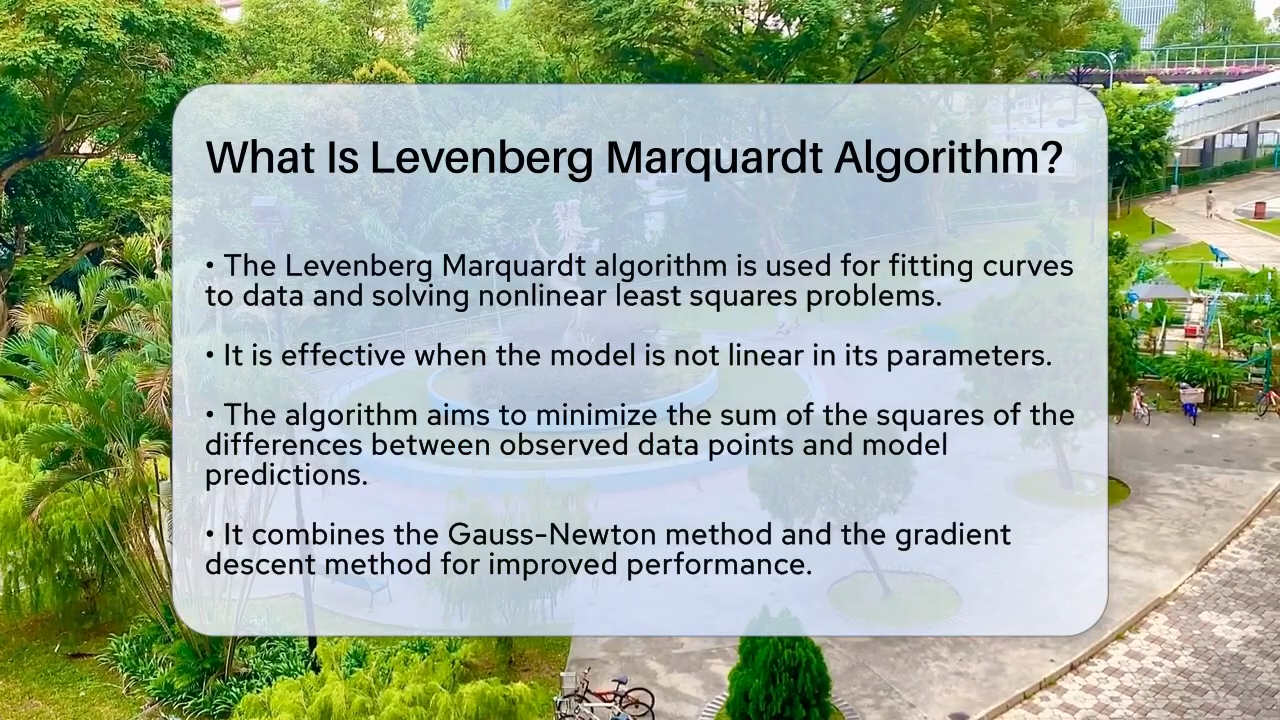 What Is Levenberg Marquardt Algorithm?
• The Levenberg Marquardt algorithm is used for fitting curves
to data and solving nonlinear least squares problems.
• It is effective when the model is not linear in its parameters.
• The algorithm aims to minimize the sum of the squares of the
differences between observed data points and model
predictions.
• It combines the Gauss-Newton method and the gradient
descent method for improved performance.